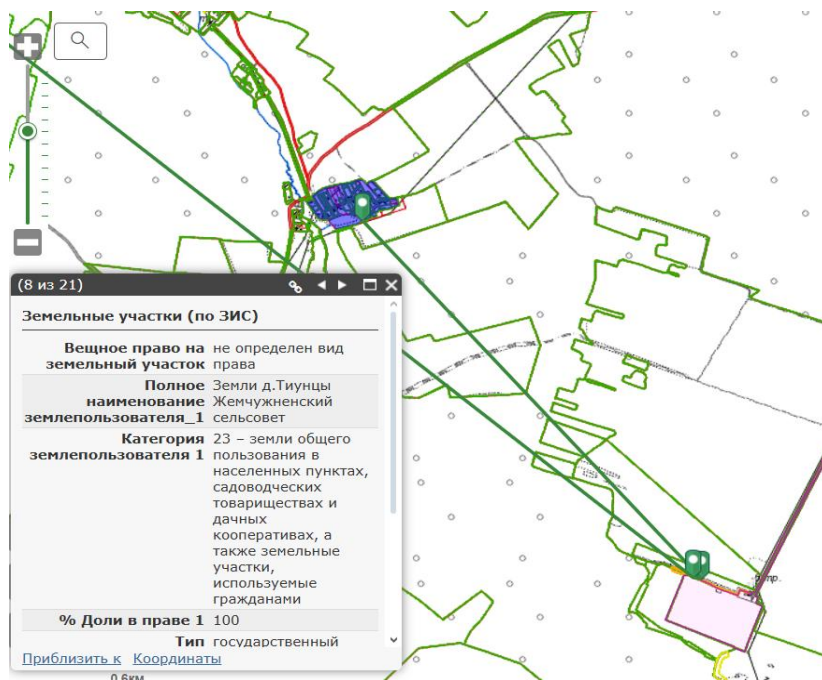 (8 из 21)
Земельные участки (по ЗИС)
Вещное право на не определен вид
земельный участок права
Полное Земли д.Тиунцы
наименование Жемчужненский
землепользователя_1 сельсовет
Категория 23 – земли общего
землепользователя 1 пользования в
населенных пунктах,
садоводческих
товариществах и
дачных
кооперативах, а
также земельные
участки,
используемые
гражданами
% Доли в праве 1 100
Тип государственный
Приблизить к Координаты
0.6км